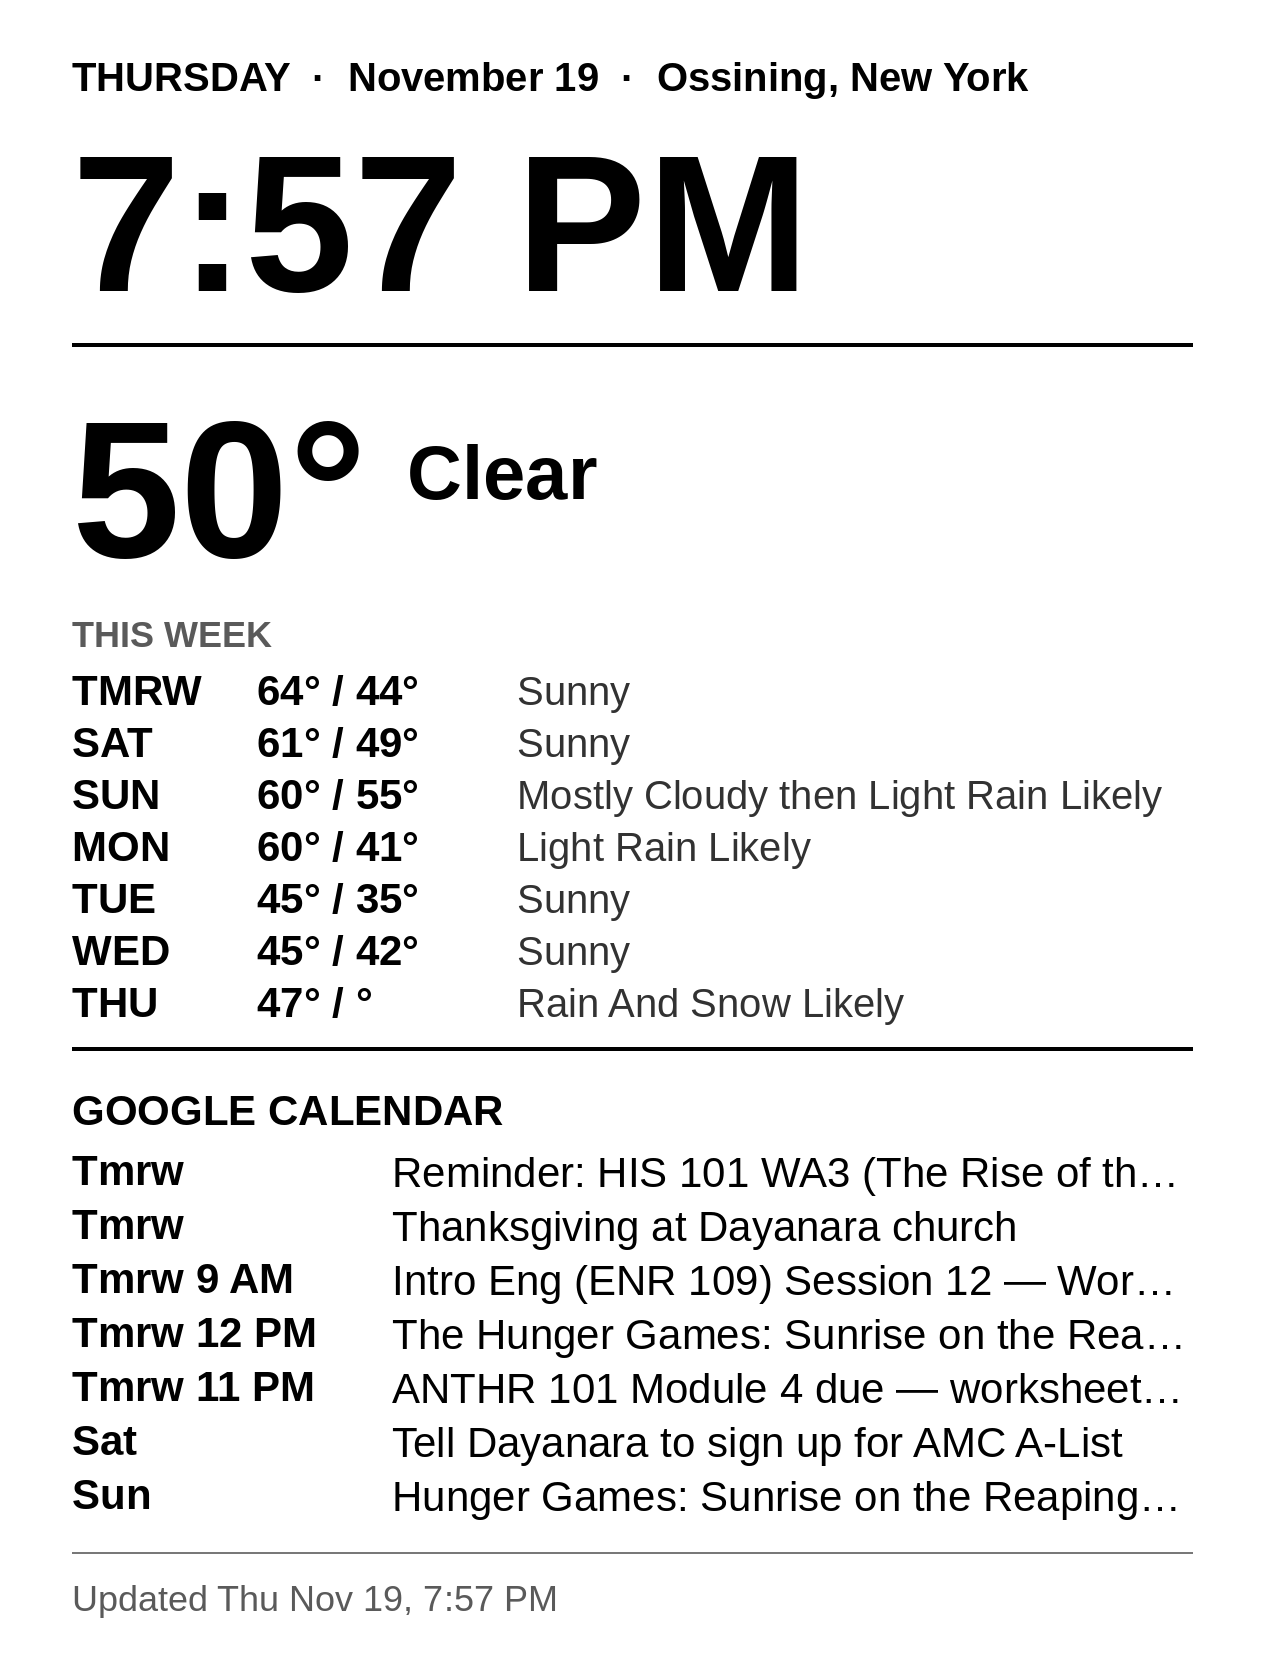 THURSDAY · November 19 · Ossining, New York
7:57 PM
50° Clear
THIS WEEK
TMRW 64° / 44° Sunny
SAT 61° / 49° Sunny
SUN 60° / 55° Mostly Cloudy then Light Rain Likely
MON 60° / 41° Light Rain Likely
TUE 45° / 35° Sunny
WED 45° / 42° Sunny
THU 47° / ° Rain And Snow Likely
GOOGLE CALENDAR
Tmrw Reminder: HIS 101 WA3 (The Rise of th…
Tmrw Thanksgiving at Dayanara church
Tmrw 9 AM Intro Eng (ENR 109) Session 12 — Wor…
Tmrw 12 PM The Hunger Games: Sunrise on the Rea…
Tmrw 11 PM ANTHR 101 Module 4 due — worksheet…
Sat Tell Dayanara to sign up for AMC A-List
Sun Hunger Games: Sunrise on the Reaping…
Updated Thu Nov 19, 7:57 PM